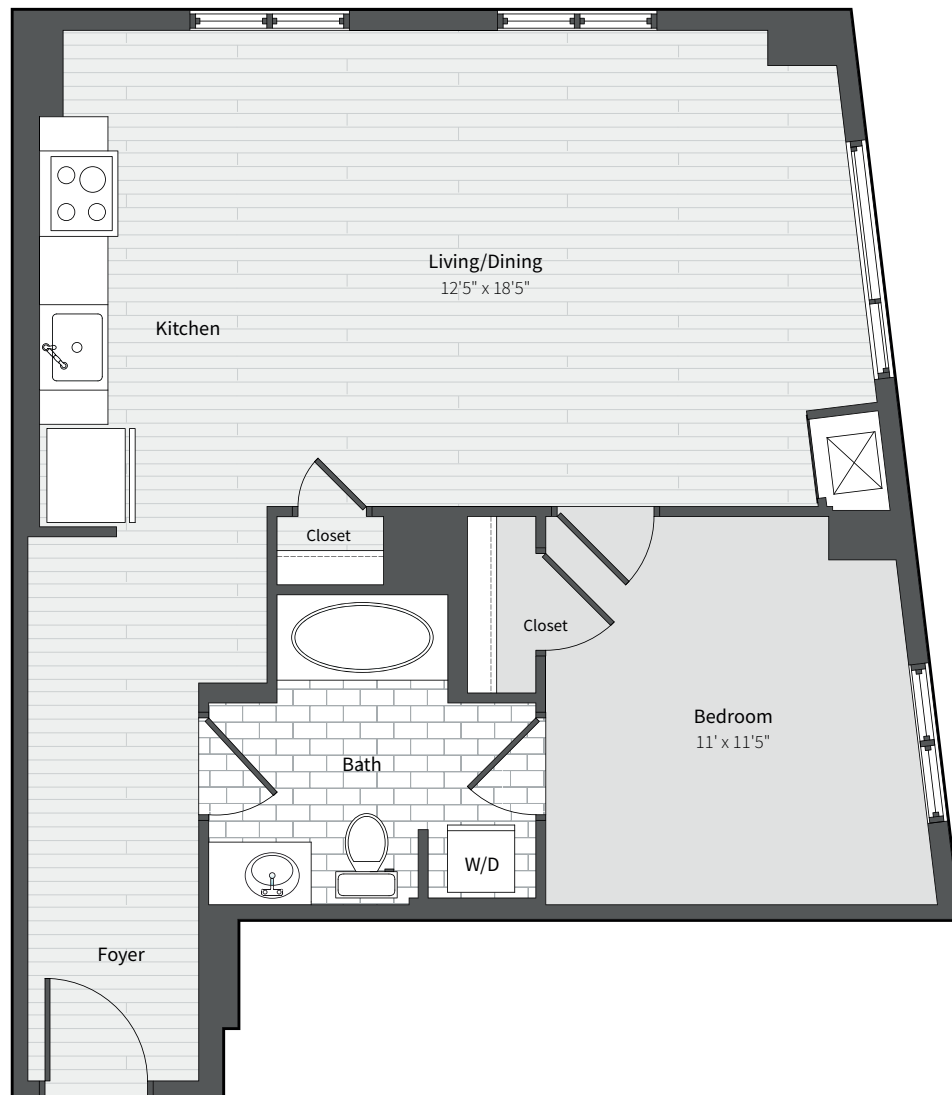 Living/Dining
12'5" x 18'5"
Kitchen
Closet
Closet
Bedroom
11' x 11'5"
Bath
W/D
Foyer